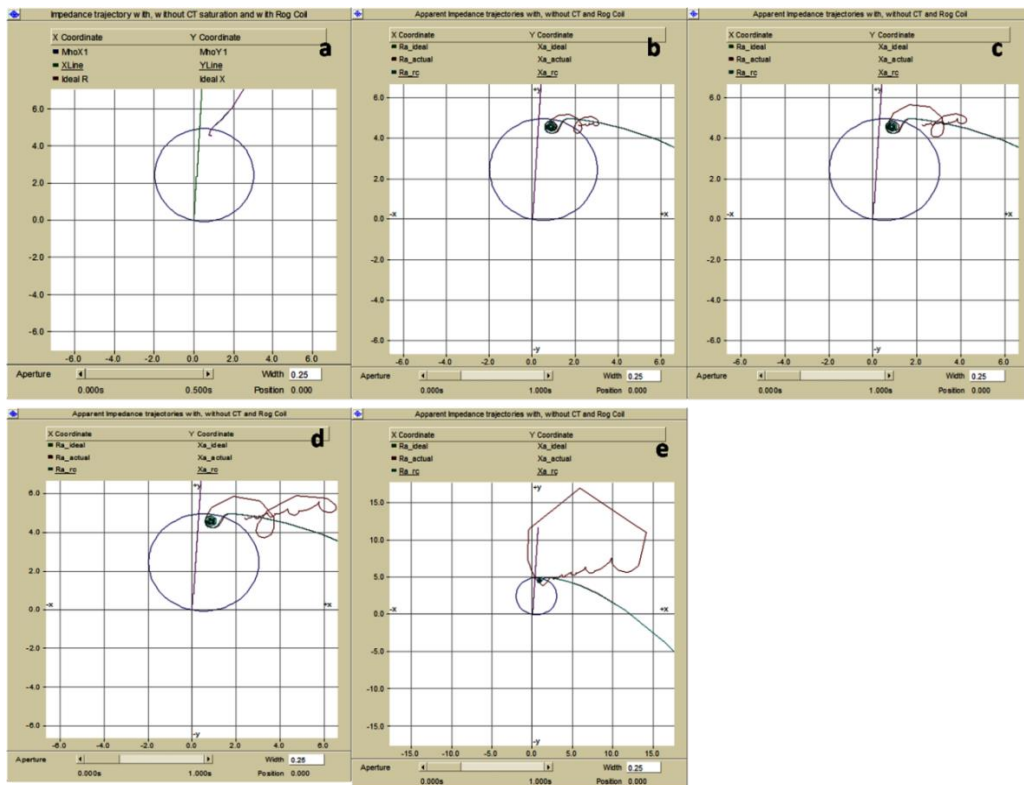 Impedance trajectory with, without CT saturation and with Rog Coil
X Coordinate Y Coordinate a
MhoX1 MhoY1
XLine YLine
Ideal R Ideal X
6.0
4.0
2.0
0.0
-2.0
-4.0
-6.0
-6.0 -4.0 -2.0 0.0 2.0 4.0 6.0
Aperture Width 0.25
0.000s 0.500s Position 0.000
Apparent Impedance trajectories with, without CT and Rog Coil
X Coordinate Y Coordinate b
Ra_ideal Xa_ideal
Ra_actual Xa_actual
Ra_rc Xa_rc
+y
6.0
4.0
2.0
0.0 -x +x
-2.0
-4.0
-6.0
-y
-6.0 -4.0 -2.0 0.0 2.0 4.0 6.0
Aperture Width 0.25
0.000s 1.000s Position 0.000
Apparent Impedance trajectories with, without CT and Rog Coil
X Coordinate Y Coordinate c
Ra_ideal Xa_ideal
Ra_actual Xa_actual
Ra_rc Xa_rc
+y
6.0
4.0
2.0
0.0 -x +x
-2.0
-4.0
-6.0
-y
-6.0 -4.0 -2.0 0.0 2.0 4.0 6.0
Aperture Width 0.25
0.000s 1.000s Position 0.000
Apparent Impedance trajectories with, without CT and Rog Coil
X Coordinate Y Coordinate d
Ra_ideal Xa_ideal
Ra_actual Xa_actual
Ra_rc Xa_rc
+y
6.0
4.0
2.0
0.0 -x +x
-2.0
-4.0
-6.0
-y
-6.0 -4.0 -2.0 0.0 2.0 4.0 6.0
Aperture Width 0.25
0.000s 1.000s Position 0.000
Apparent Impedance trajectories with, without CT and Rog Coil
X Coordinate Y Coordinate e
Ra_ideal Xa_ideal
Ra_actual Xa_actual
Ra_rc Xa_rc
+y
15.0
10.0
5.0
0.0 -x +x
-5.0
-10.0
-15.0
-y
-15.0 -10.0 -5.0 0.0 5.0 10.0 15.0
Aperture Width 0.25
0.000s 1.000s Position 0.000